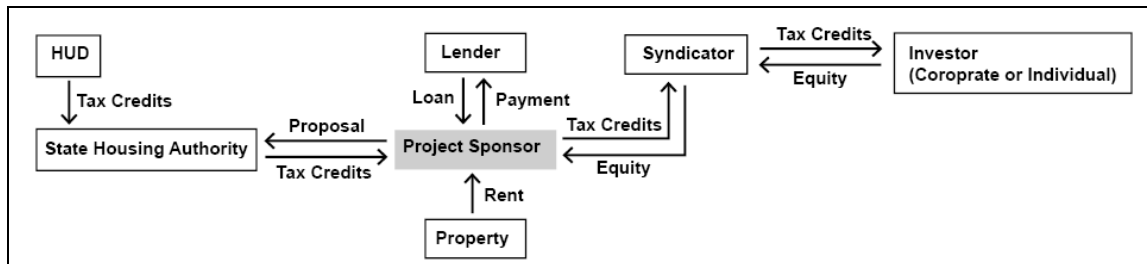 HUD
Tax Credits
State Housing Authority
Proposal
Tax Credits
Lender
Loan
Payment
Project Sponsor
Rent
Property
Tax Credits
Equity
Syndicator
Tax Credits
Equity
Investor
(Coroprate or Individual)